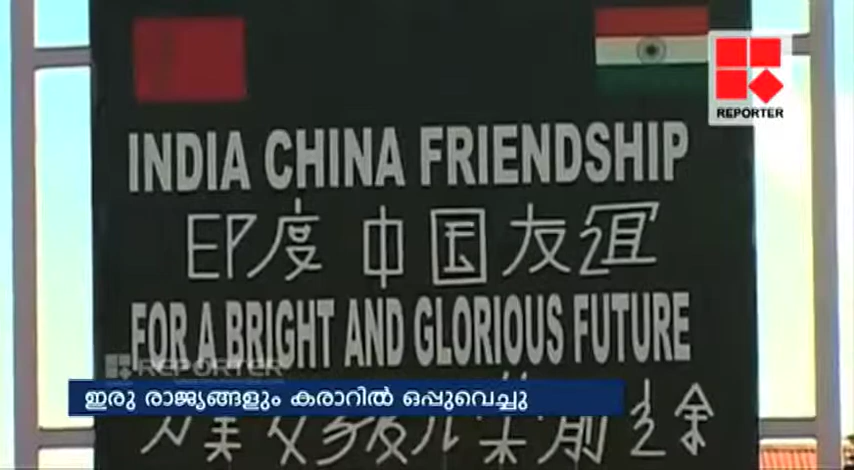 REPORTER
INDIA CHINA FRIENDSHIP
印度 中国 友谊
FOR A BRIGHT AND GLORIOUS FUTURE
REPORTER
ഇരു രാജ്യങ്ങളും കരാറിൽ ഒപ്പുവെച്ചു